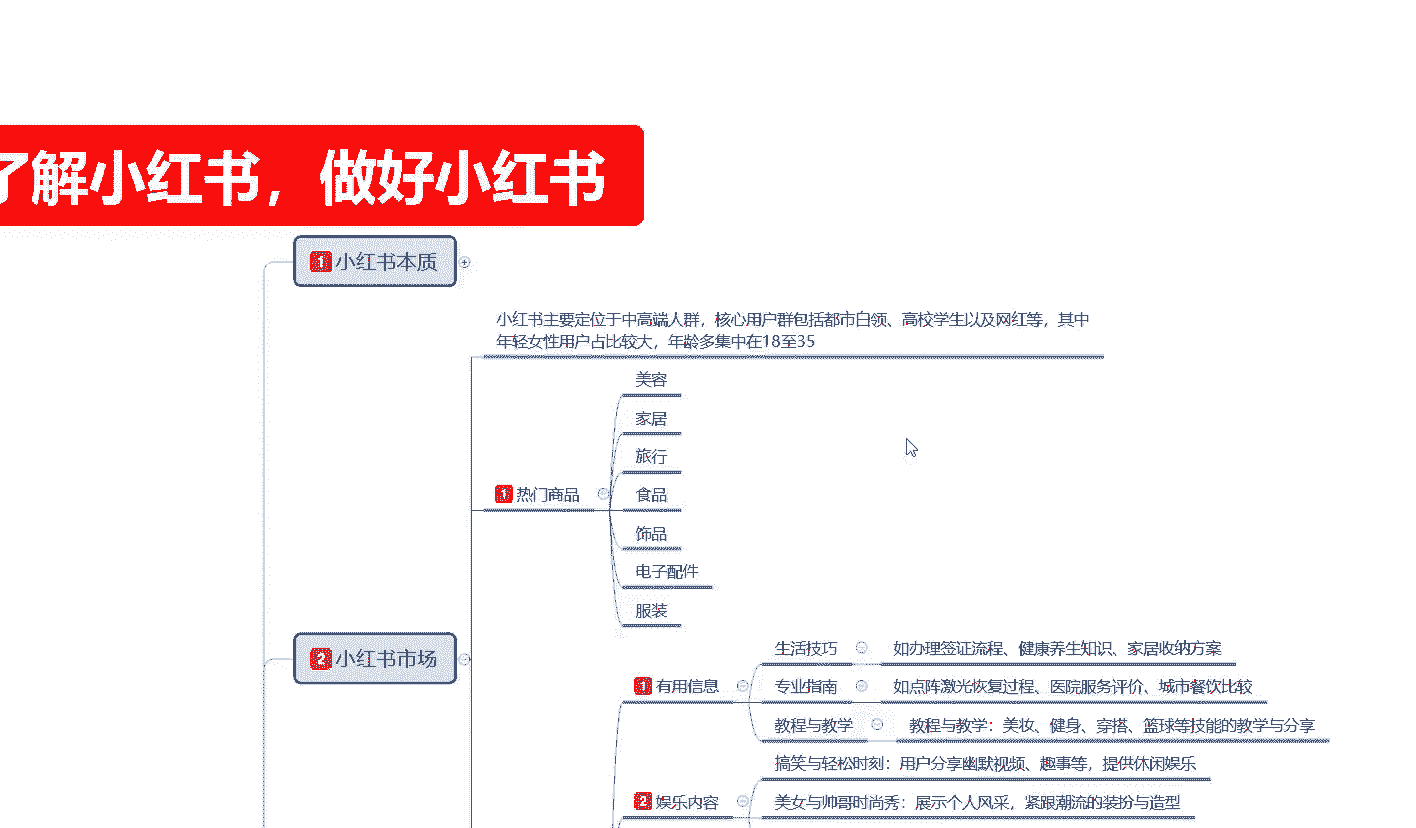 了解小红书，做好小红书
1 小红书本质
小红书主要定位于中高端人群，核心用户群包括都市白领、高校学生以及网红等，其中
年轻女性用户占比较大，年龄多集中在18至35
美容
家居
旅行
1 热门商品
食品
饰品
电子配件
服装
2 小红书市场
生活技巧
如办理签证流程、健康养生知识、家居收纳方案
1 有用信息
专业指南
如点阵激光恢复过程、医院服务评价、城市餐饮比较
教程与教学
教程与教学：美妆、健身、穿搭、篮球等技能的教学与分享
搞笑与轻松时刻：用户分享幽默视频、趣事等，提供休闲娱乐
2 娱乐内容
美女与帅哥时尚秀：展示个人风采，紧跟潮流的装扮与造型